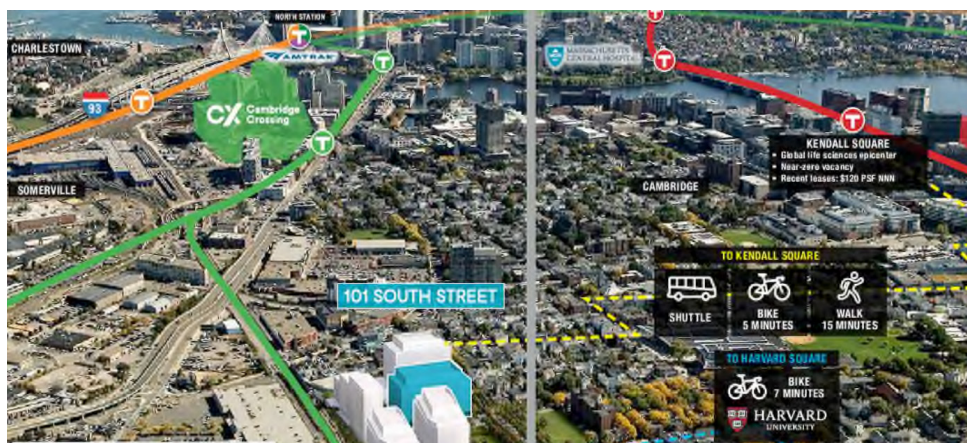 NORTH STATION
T
CHARLESTOWN
AMTRAK
T
MASSACHUSETTS
GENERAL HOSPITAL
T
T
93
T
CX Cambridge
Crossing
T
T
KENDALL SQUARE
• Global life sciences epicenter
• Near-zero vacancy
• Recent leases: $120 PSF NNN
SOMERVILLE
CAMBRIDGE
TO KENDALL SQUARE
101 SOUTH STREET
SHUTTLE
BIKE
5 MINUTES
WALK
15 MINUTES
TO HARVARD SQUARE
BIKE
7 MINUTES
HARVARD
UNIVERSITY